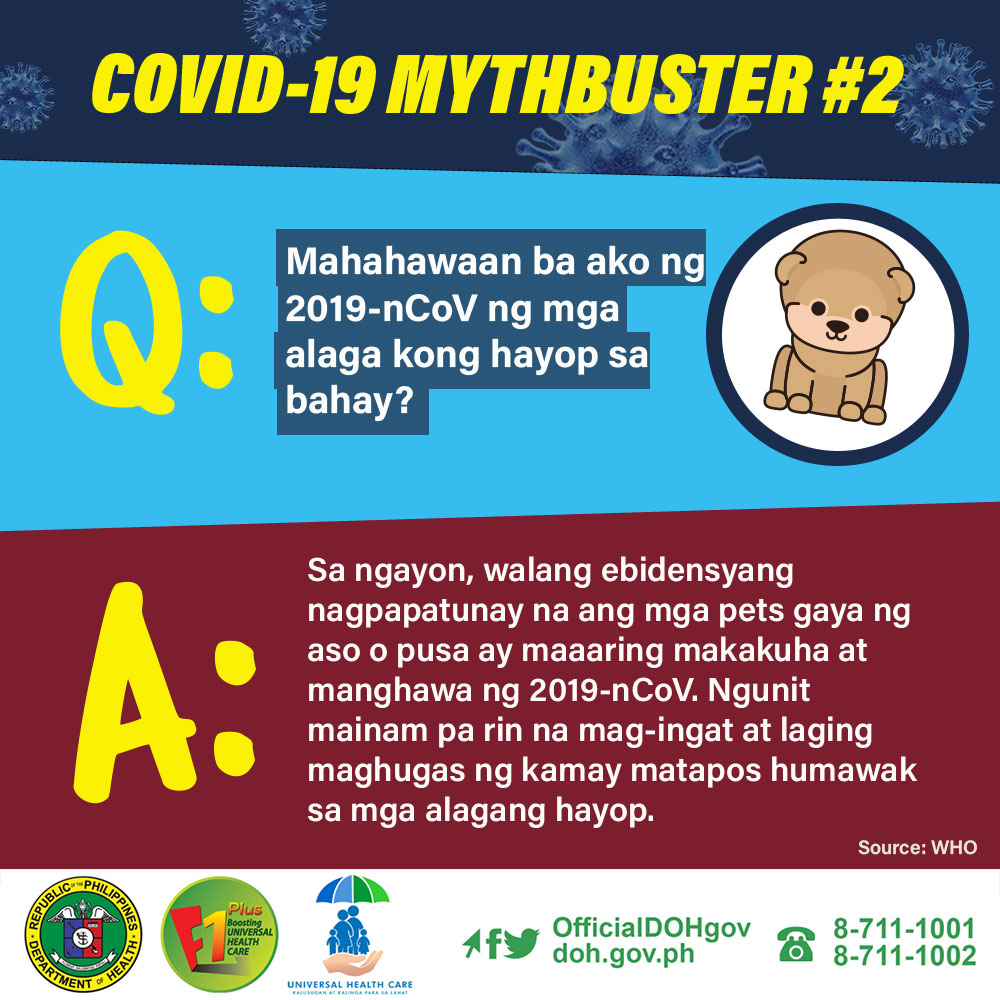 COVID-19 MYTHBUSTER #2
Q:
Mahahawaan ba ako ng
2019-nCoV ng mga
alaga kong hayop sa
bahay?
A:
Sa ngayon, walang ebidensyang
nagpapatunay na ang mga pets gaya ng
aso o pusa ay maaaring makakuha at
manghawa ng 2019-nCoV. Ngunit
mainam pa rin na mag-ingat at laging
maghugas ng kamay matapos humawak
sa mga alagang hayop.
Source: WHO
REPUBLIC OF THE PHILIPPINES
DEPARTMENT OF HEALTH
F1 Plus
Boosting
UNIVERSAL
HEALTH
CARE
UNIVERSAL HEALTH CARE
KALUSUGAN AT KALINGA PARA SA LAHAT
OfficialDOHgov
doh.gov.ph
8-711-1001
8-711-1002